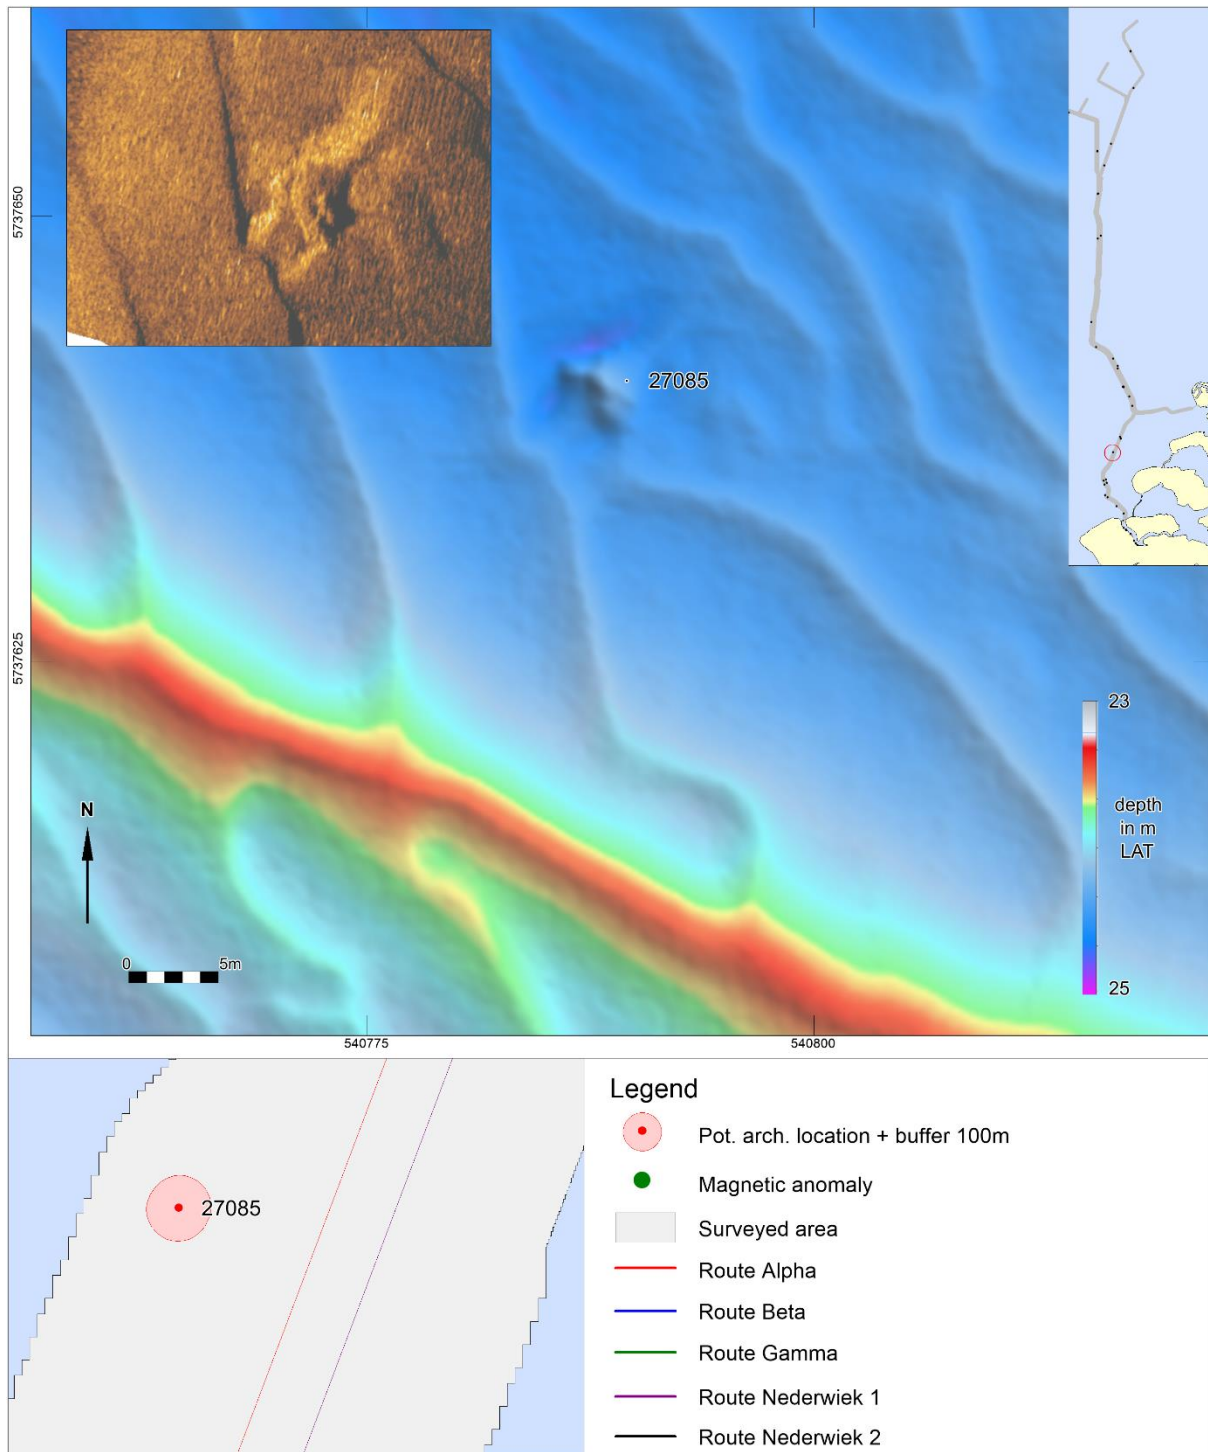 5737650
27085
5737625
23
depth
in m
LAT
25
N
0 5m
540775 540800
27085
Legend
Pot. arch. location + buffer 100m
Magnetic anomaly
Surveyed area
Route Alpha
Route Beta
Route Gamma
Route Nederwiek 1
Route Nederwiek 2